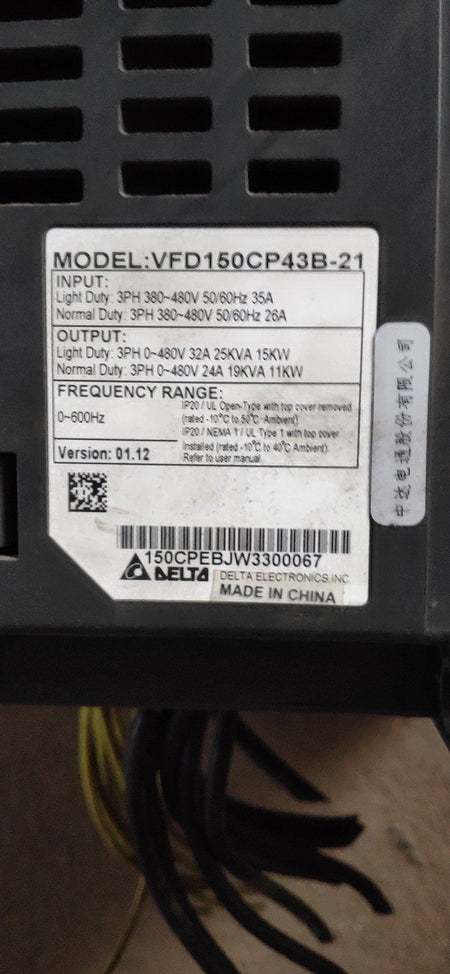 MODEL:VFD150CP43B-21
INPUT:
Light Duty: 3PH 380~480V 50/60Hz 35A
Normal Duty: 3PH 380~480V 50/60Hz 26A
OUTPUT:
Light Duty: 3PH 0~480V 32A 25KVA 15KW
Normal Duty: 3PH 0~480V 24A 19KVA 11KW
FREQUENCY RANGE:
0~600Hz
IP20 / UL Open-Type with top cover removed
(rated -10°C to 50°C Ambient)
IP20 / NEMA 1 / UL Type 1 with top cover
Installed (rated -10°C to 40°C Ambient)
Refer to user manual
Version: 01.12
150CPEBJW3300067
DELTA
DELTA ELECTRONICS, INC.
MADE IN CHINA
中达电通股份有限公司